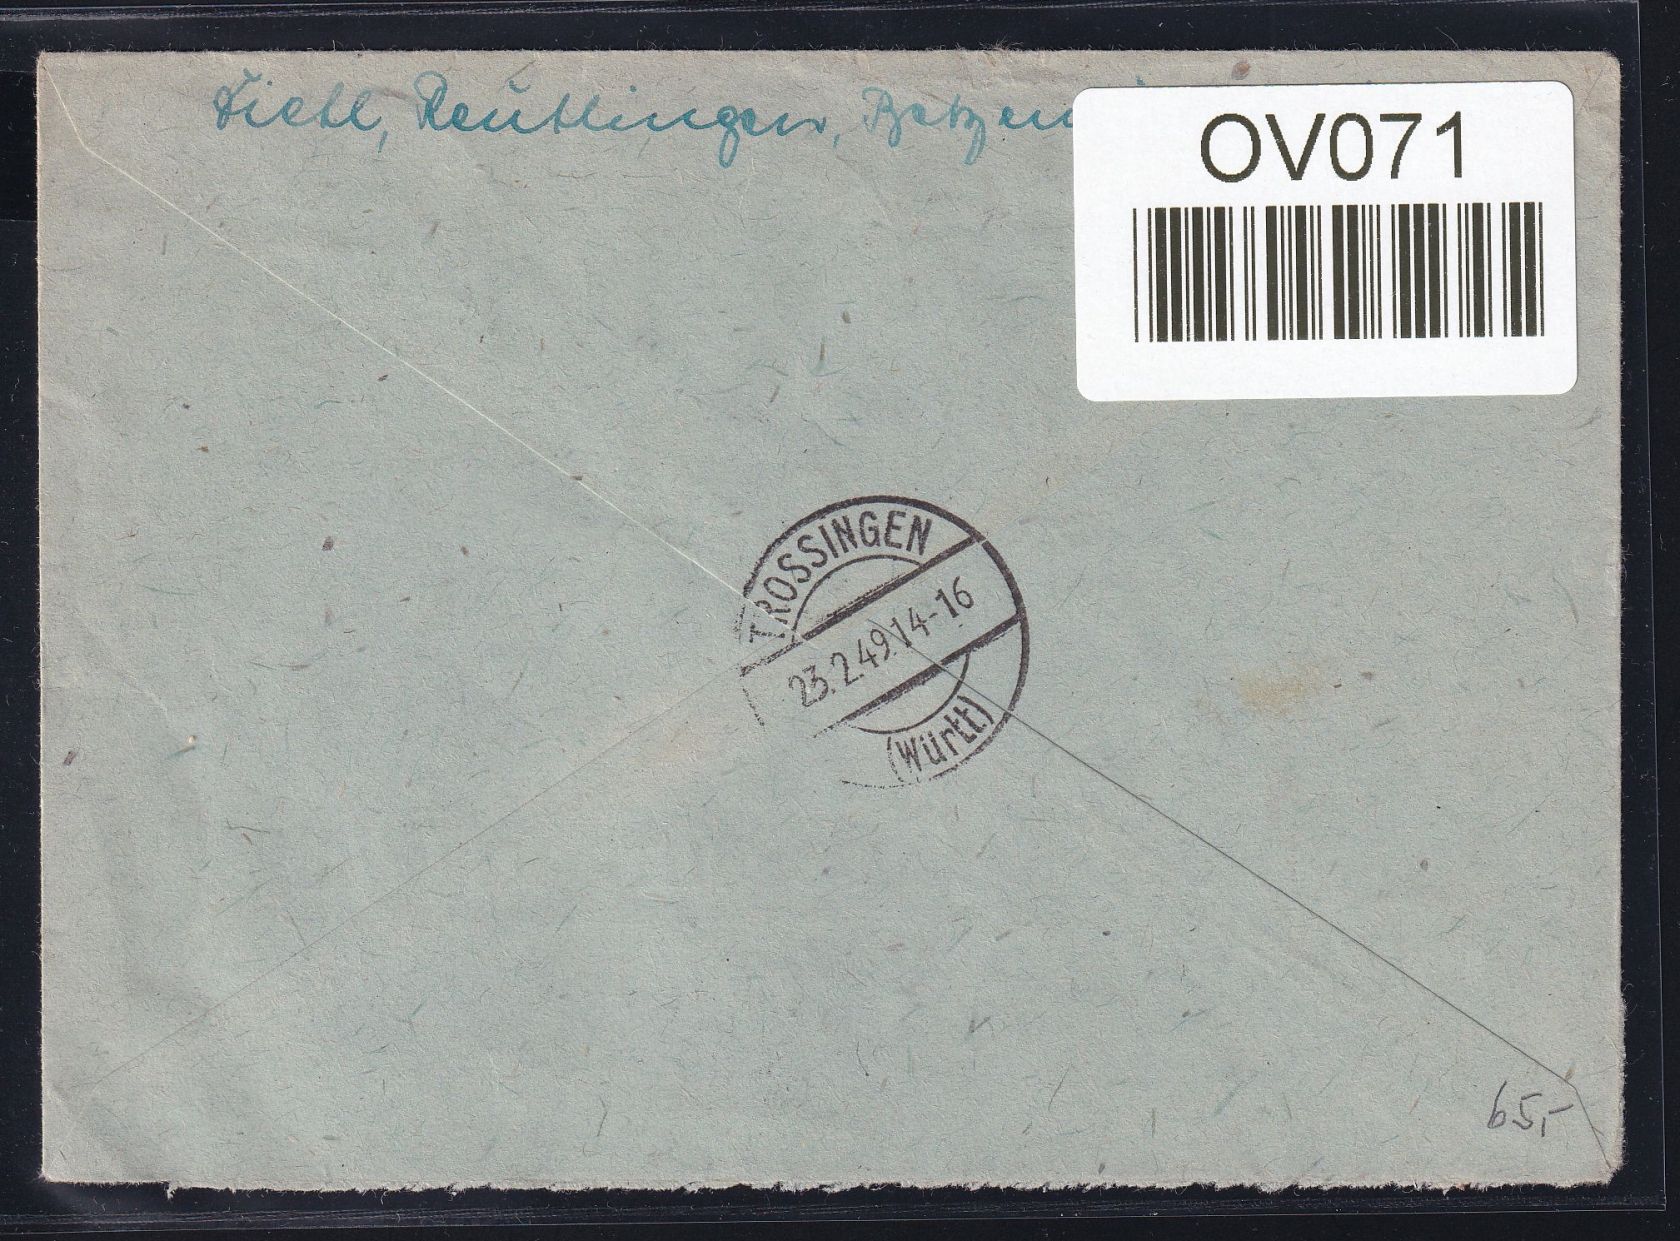 Reutlingen,
OV071
TROSSINGEN
23.2.49.14-16
(Württ)
65,-